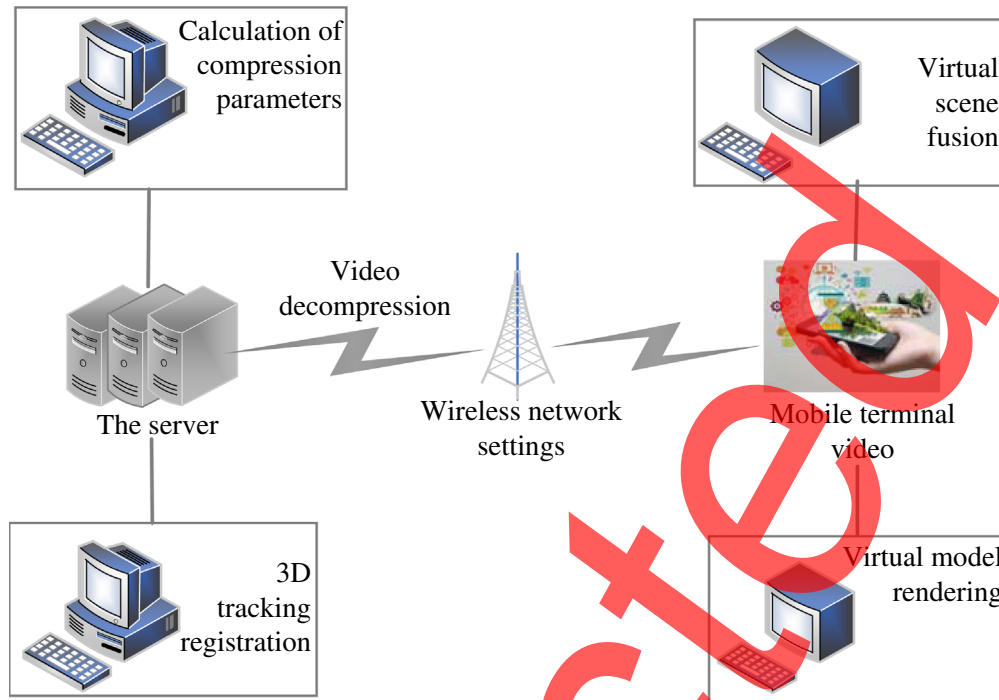 Calculation of
compression
parameters
Virtual
scene
fusion
Video
decompression
The server
Wireless network
settings
Mobile terminal
video
3D
tracking
registration
Virtual model
rendering
cted